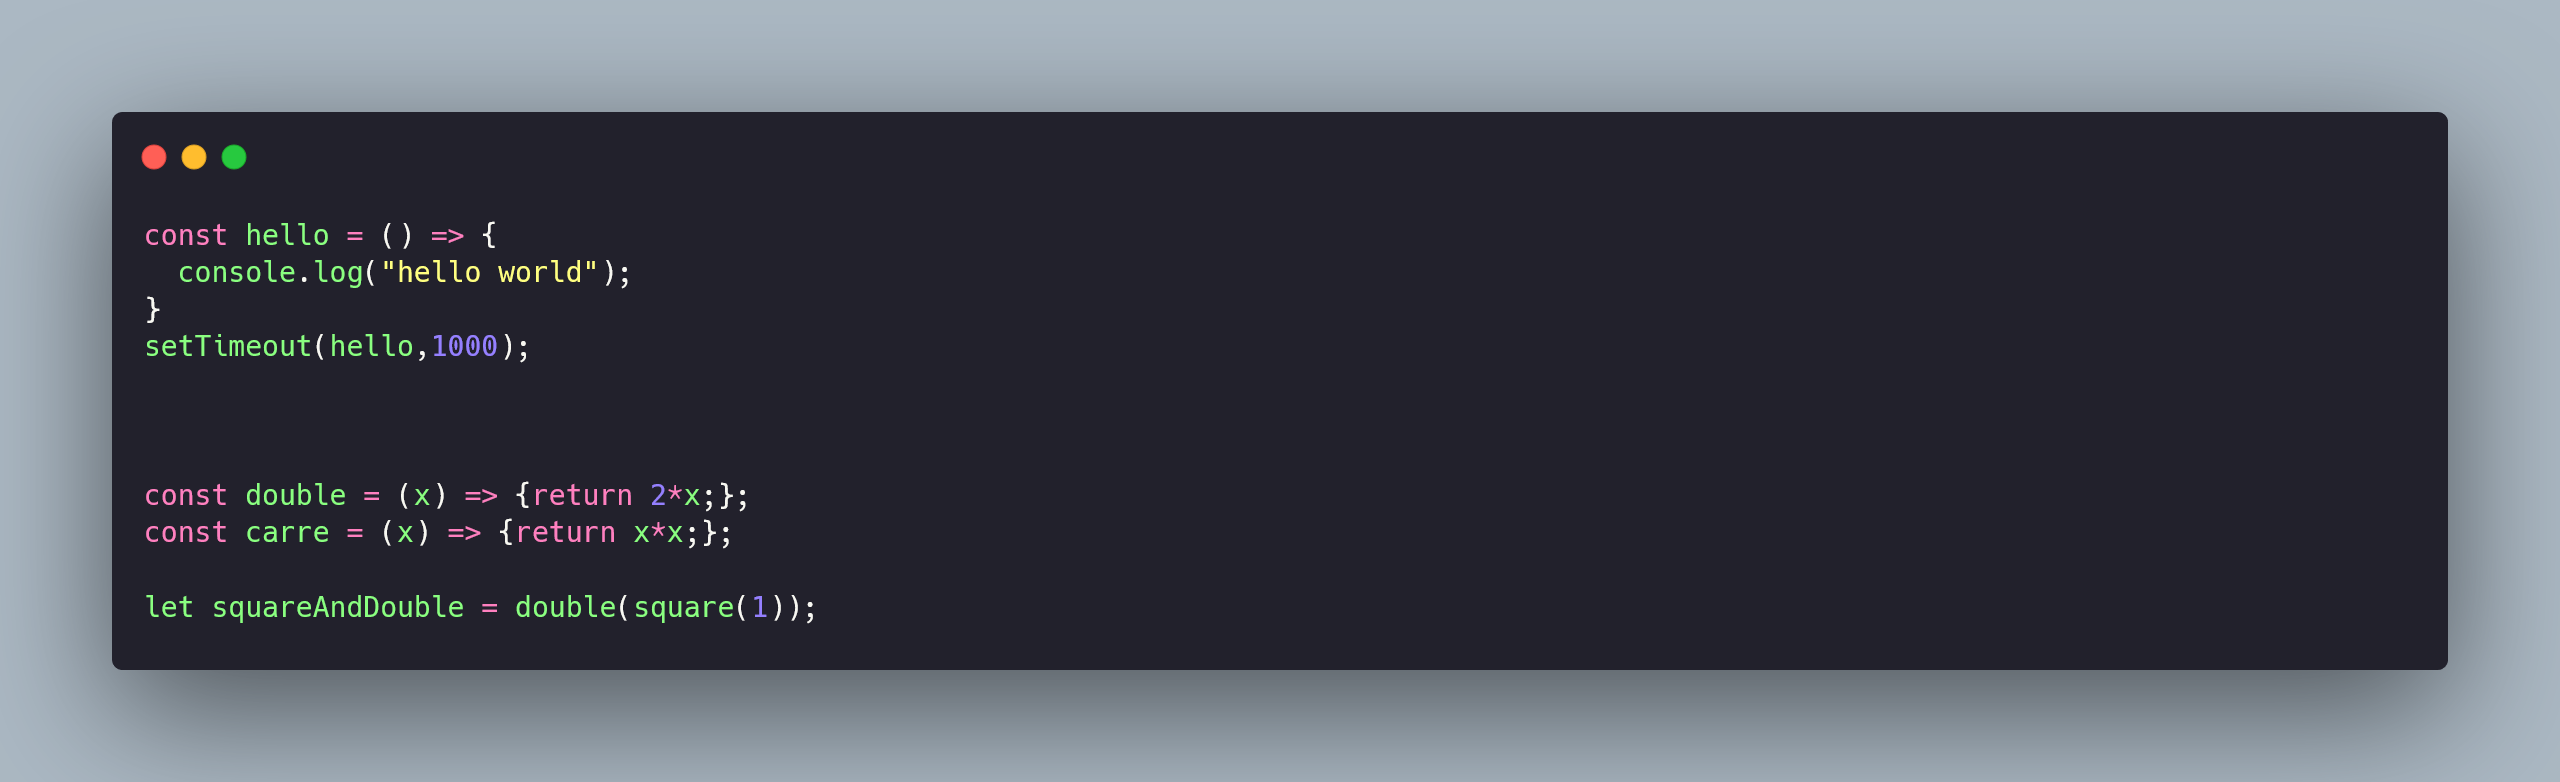 const hello = () => {
  console.log("hello world");
}
setTimeout(hello,1000);
const double = (x) => {return 2*x;};
const carre = (x) => {return x*x;};
let squareAndDouble = double(square(1));